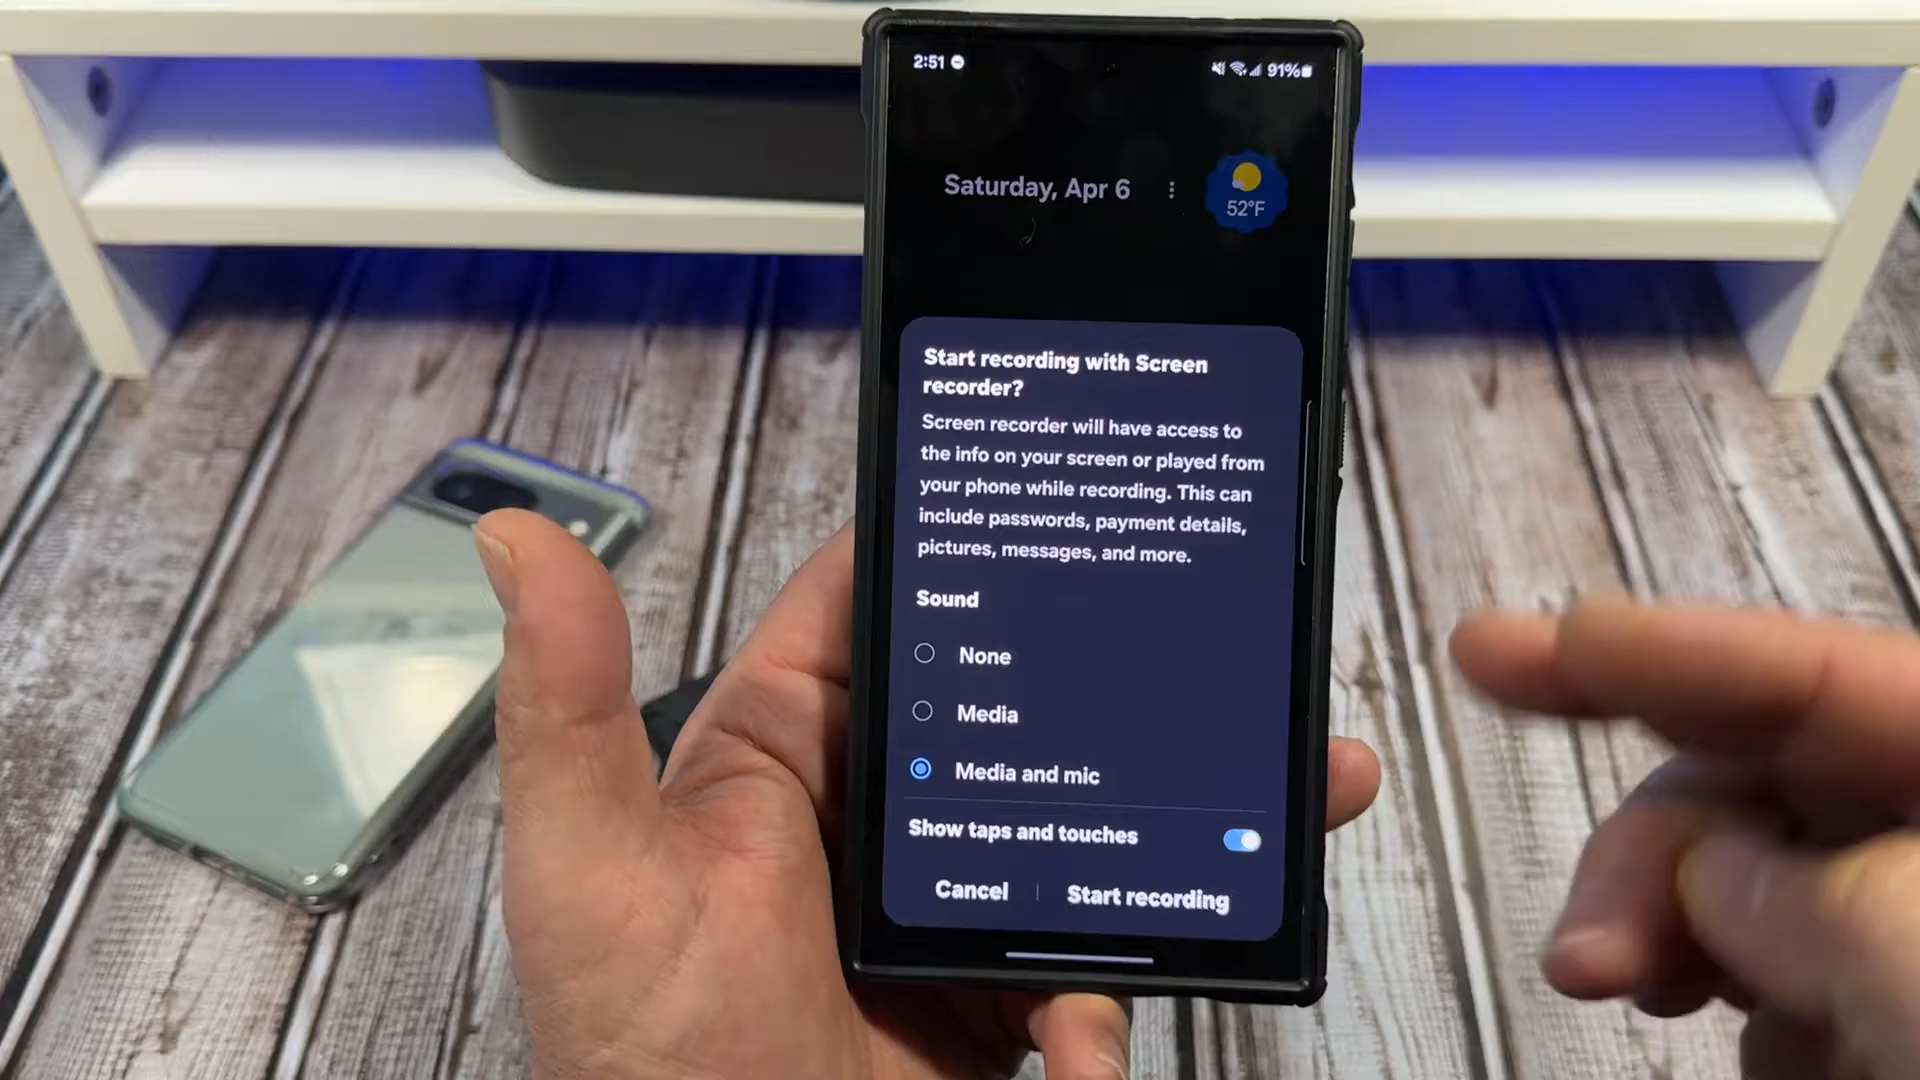 2:51
91%
Saturday, Apr 6
52°F
Start recording with Screen
recorder?
Screen recorder will have access to
the info on your screen or played from
your phone while recording. This can
include passwords, payment details,
pictures, messages, and more.
Sound
None
Media
Media and mic
Show taps and touches
Cancel
Start recording